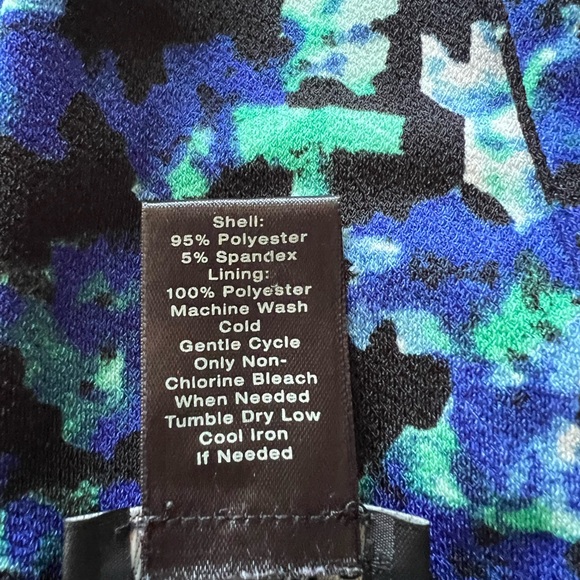 Shell:
95% Polyester
5% Spandex
Lining:
100% Polyester
Machine Wash
Cold
Gentle Cycle
Only Non-
Chlorine Bleach
When Needed
Tumble Dry Low
Cool Iron
If Needed